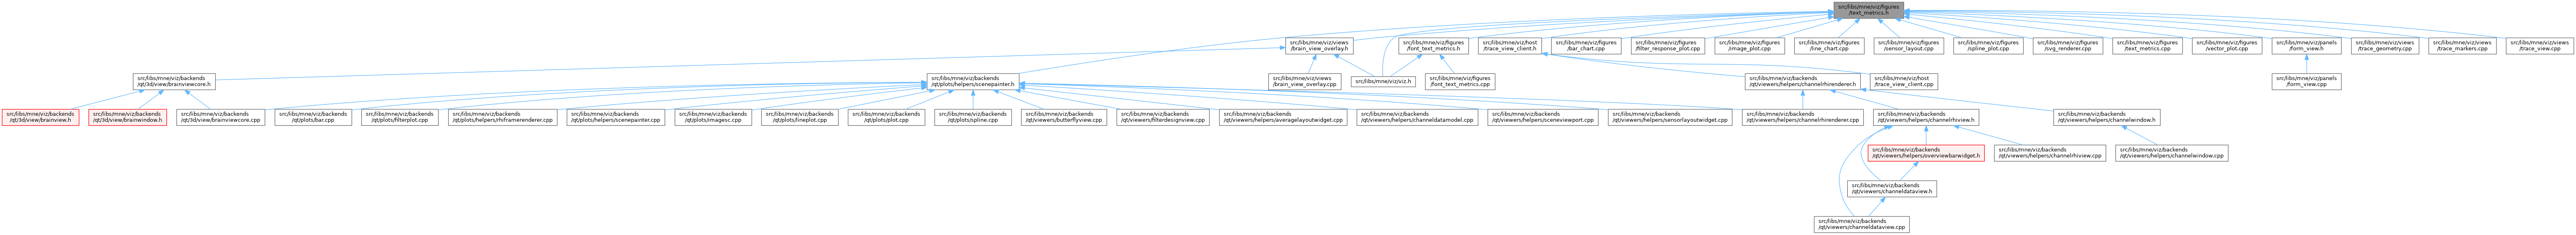 src/libs/mne/viz/figures
/text_metrics.h
src/libs/mne/viz/views
/brain_view_overlay.h
src/libs/mne/viz/figures
/font_text_metrics.h
src/libs/mne/viz/host
/trace_view_client.h
src/libs/mne/viz/figures
/bar_chart.cpp
src/libs/mne/viz/figures
/filter_response_plot.cpp
src/libs/mne/viz/figures
/image_plot.cpp
src/libs/mne/viz/figures
/line_chart.cpp
src/libs/mne/viz/figures
/sensor_layout.cpp
src/libs/mne/viz/figures
/spline_plot.cpp
src/libs/mne/viz/figures
/svg_renderer.cpp
src/libs/mne/viz/figures
/text_metrics.cpp
src/libs/mne/viz/figures
/vector_plot.cpp
src/libs/mne/viz/panels
/form_view.h
src/libs/mne/viz/views
/trace_geometry.cpp
src/libs/mne/viz/views
/trace_markers.cpp
src/libs/mne/viz/views
/trace_view.cpp
src/libs/mne/viz/backends
/qt/3d/view/brainviewcore.h
src/libs/mne/viz/backends
/qt/plots/helpers/scenepainter.h
src/libs/mne/viz/views
/brain_view_overlay.cpp
src/libs/mne/viz/viz.h
src/libs/mne/viz/figures
/font_text_metrics.cpp
src/libs/mne/viz/backends
/qt/viewers/helpers/channelrhirenderer.h
src/libs/mne/viz/host
/trace_view_client.cpp
src/libs/mne/viz/panels
/form_view.cpp
src/libs/mne/viz/backends
/qt/3d/view/brainview.h
src/libs/mne/viz/backends
/qt/3d/view/brainwindow.h
src/libs/mne/viz/backends
/qt/3d/view/brainviewcore.cpp
src/libs/mne/viz/backends
/qt/plots/bar.cpp
src/libs/mne/viz/backends
/qt/plots/filterplot.cpp
src/libs/mne/viz/backends
/qt/plots/helpers/rhiframerenderer.cpp
src/libs/mne/viz/backends
/qt/plots/helpers/scenepainter.cpp
src/libs/mne/viz/backends
/qt/plots/imagesc.cpp
src/libs/mne/viz/backends
/qt/plots/lineplot.cpp
src/libs/mne/viz/backends
/qt/plots/plot.cpp
src/libs/mne/viz/backends
/qt/plots/spline.cpp
src/libs/mne/viz/backends
/qt/viewers/butterflyview.cpp
src/libs/mne/viz/backends
/qt/viewers/filterdesignview.cpp
src/libs/mne/viz/backends
/qt/viewers/helpers/averagelayoutwidget.cpp
src/libs/mne/viz/backends
/qt/viewers/helpers/channeldatamodel.cpp
src/libs/mne/viz/backends
/qt/viewers/helpers/sceneviewport.cpp
src/libs/mne/viz/backends
/qt/viewers/helpers/sensorlayoutwidget.cpp
src/libs/mne/viz/backends
/qt/viewers/helpers/channelrhirenderer.cpp
src/libs/mne/viz/backends
/qt/viewers/helpers/channelrhiview.h
src/libs/mne/viz/backends
/qt/viewers/helpers/channelwindow.h
src/libs/mne/viz/backends
/qt/viewers/helpers/overviewbarwidget.h
src/libs/mne/viz/backends
/qt/viewers/helpers/channelrhiview.cpp
src/libs/mne/viz/backends
/qt/viewers/helpers/channelwindow.cpp
src/libs/mne/viz/backends
/qt/viewers/channeldataview.h
src/libs/mne/viz/backends
/qt/viewers/channeldataview.cpp